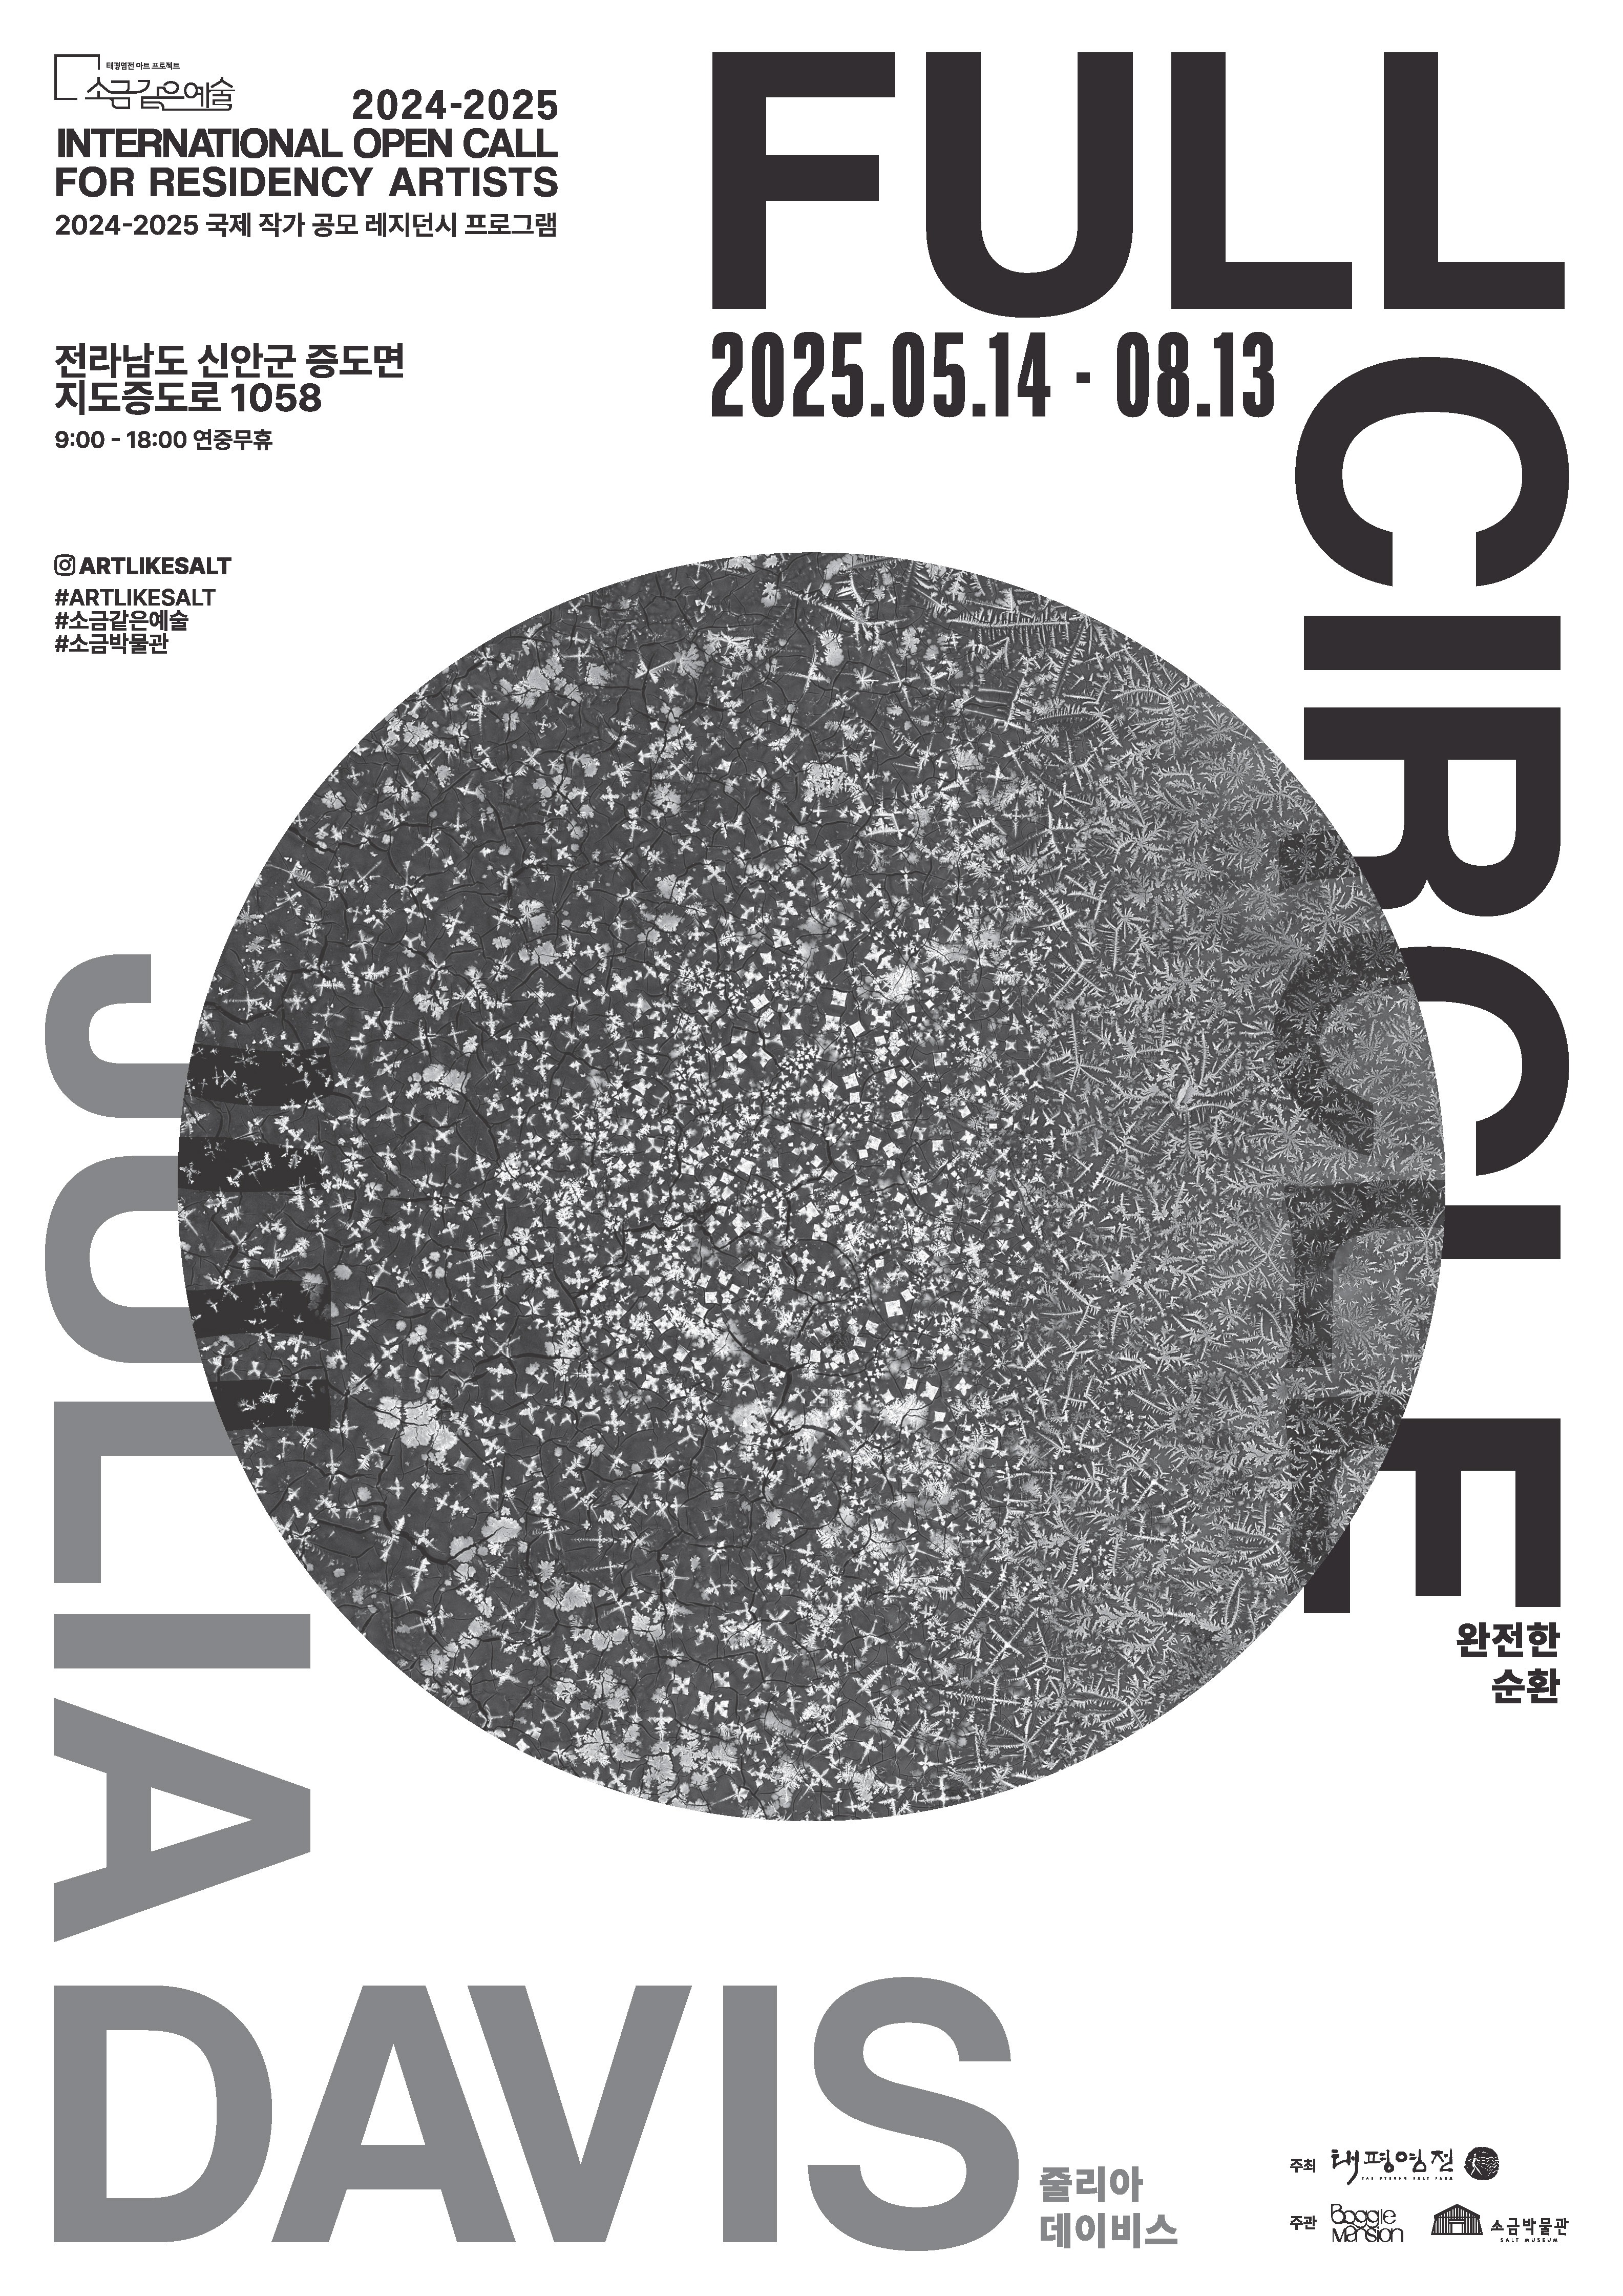 태평염전 아트 프로젝트
소금같은예술
2024-2025
INTERNATIONAL OPEN CALL
FOR RESIDENCY ARTISTS
2024-2025 국제 작가 공모 레지던시 프로그램
전라남도 신안군 증도면
지도증도로 1058
9:00 - 18:00 연중무휴
ARTLIKESALT
#ARTLIKESALT
#소금같은예술
#소금박물관
FULL
CIRCLE
2025.05.14 - 08.13
완전한
순환
JULIA
DAVIS
줄리아
데이비스
주최 태평염전
TAE PYEUNG SALT FARM
주관 Boggle
Mansion
소금박물관
SALT MUSEUM